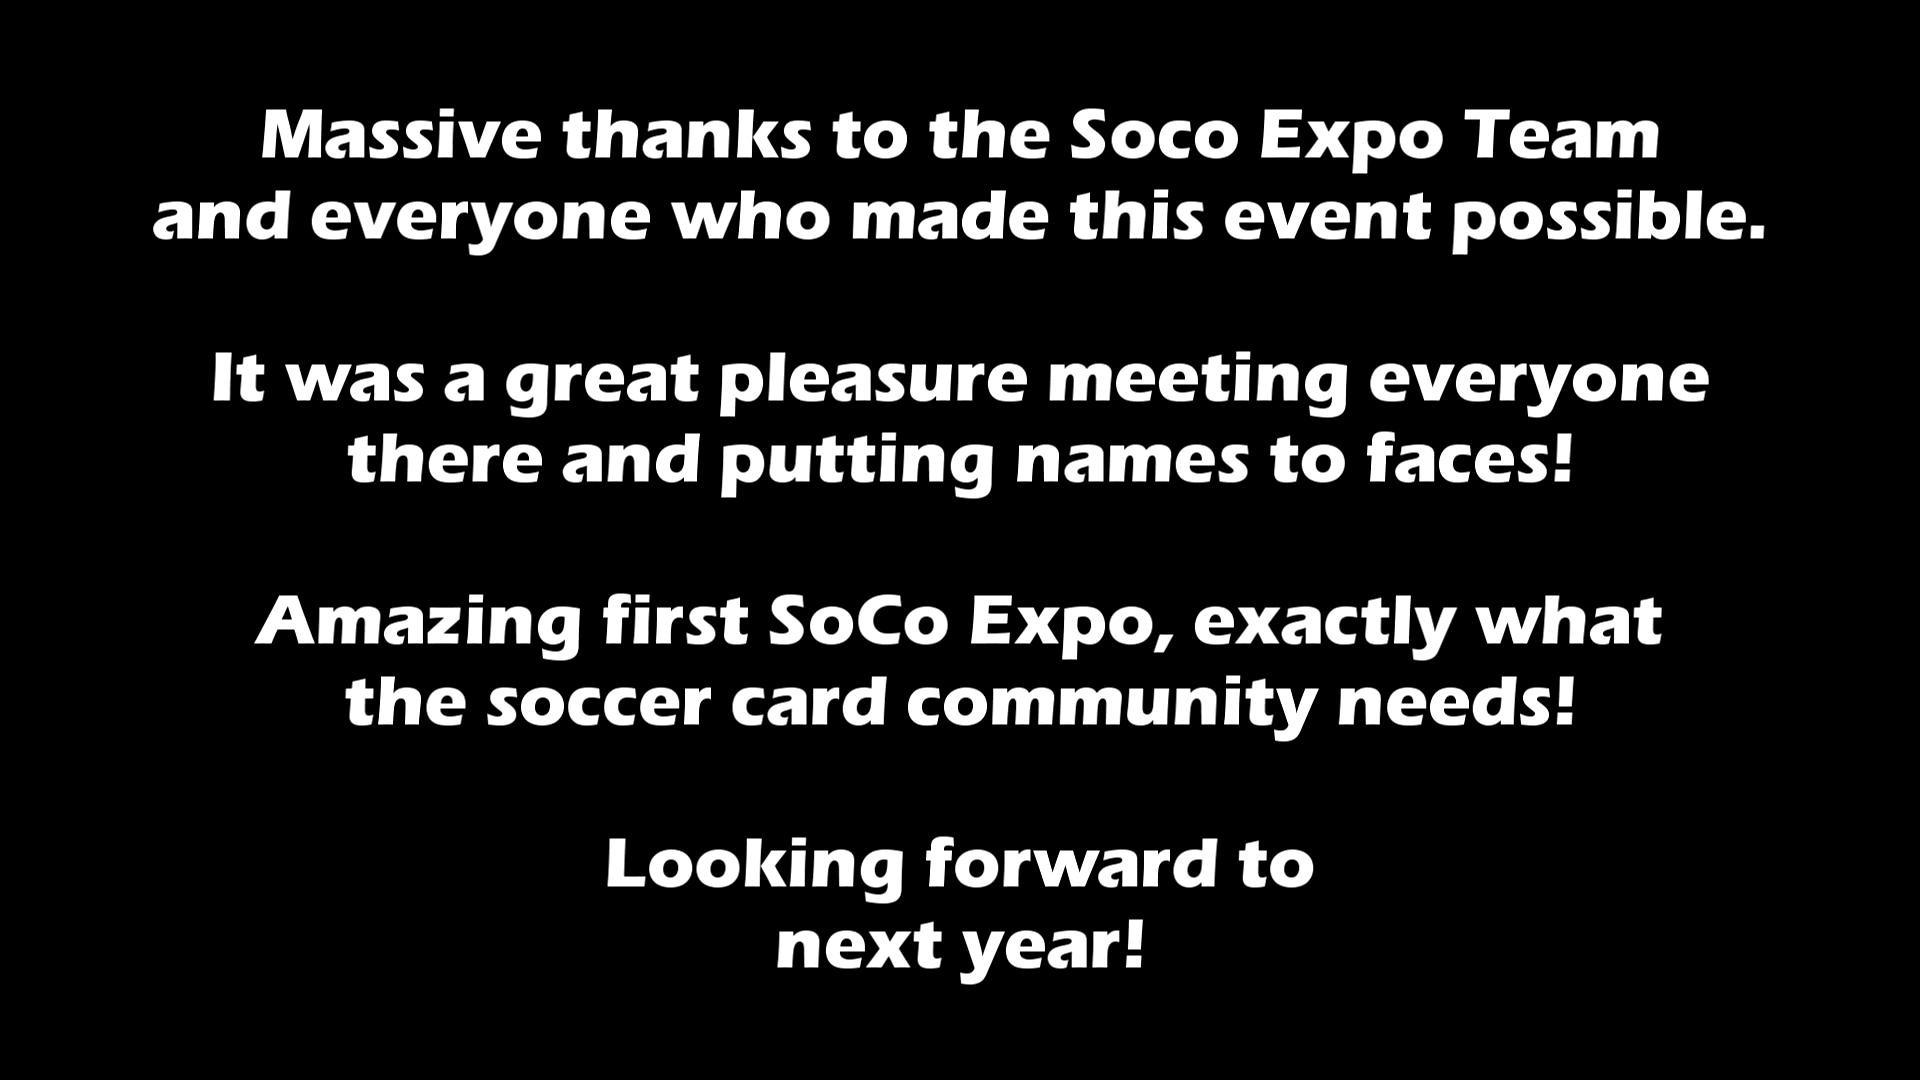 Massive thanks to the Soco Expo Team
and everyone who made this event possible.
It was a great pleasure meeting everyone
there and putting names to faces!
Amazing first SoCo Expo, exactly what
the soccer card community needs!
Looking forward to
next year!